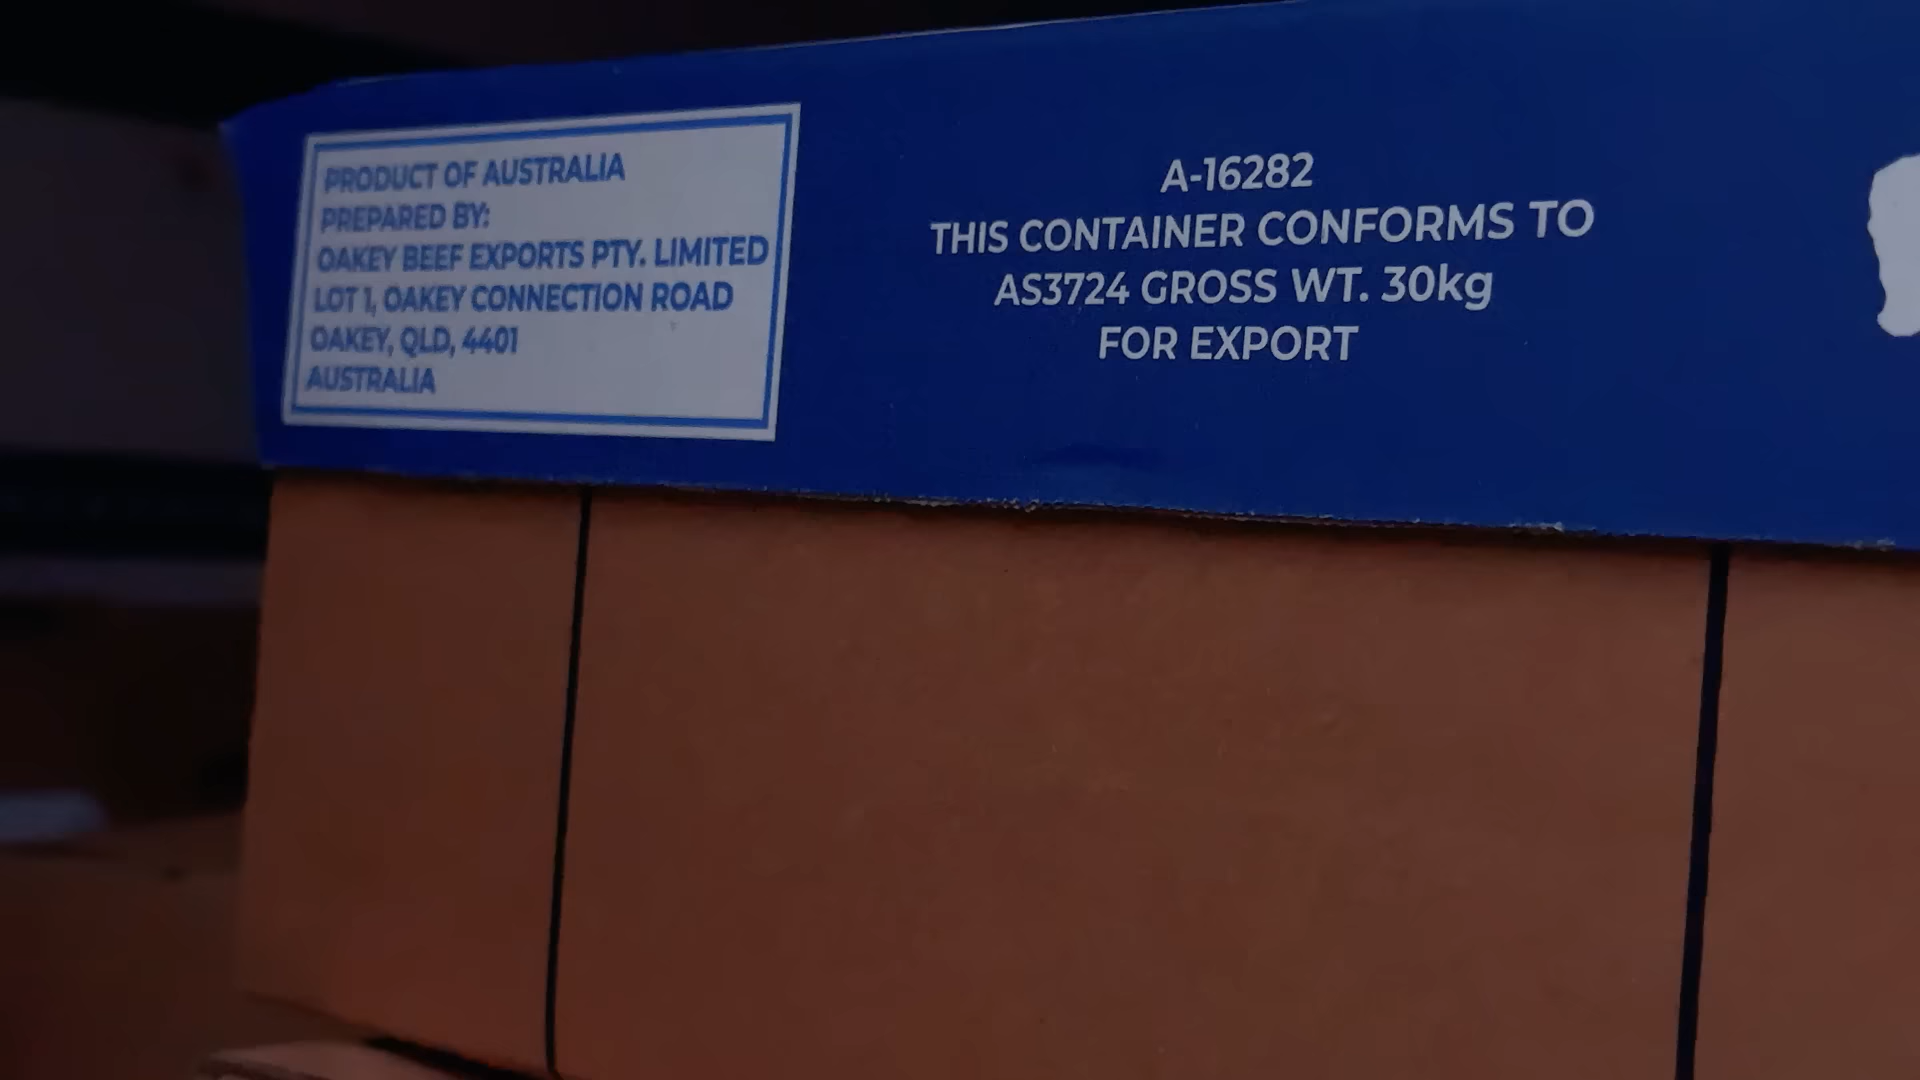 PRODUCT OF AUSTRALIA
PREPARED BY:
OAKEY BEEF EXPORTS PTY. LIMITED
LOT 1, OAKEY CONNECTION ROAD
OAKEY, QLD, 4401
AUSTRALIA
A-16282
THIS CONTAINER CONFORMS TO
AS3724 GROSS WT. 30kg
FOR EXPORT